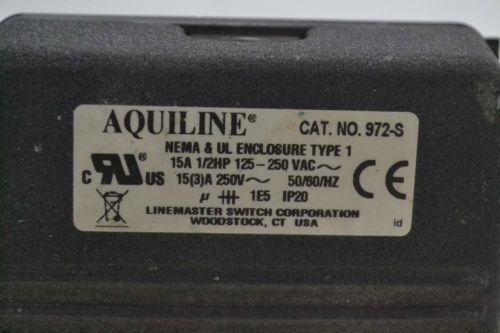 AQUILINE® CAT. NO. 972-S
NEMA & UL ENCLOSURE TYPE 1
15A 1/2HP 125-250 VAC~
C RU US 15(3)A 250V~ 50/60/HZ CE
µ 1E5 IP20
LINEMASTER SWITCH CORPORATION
WOODSTOCK, CT USA
id